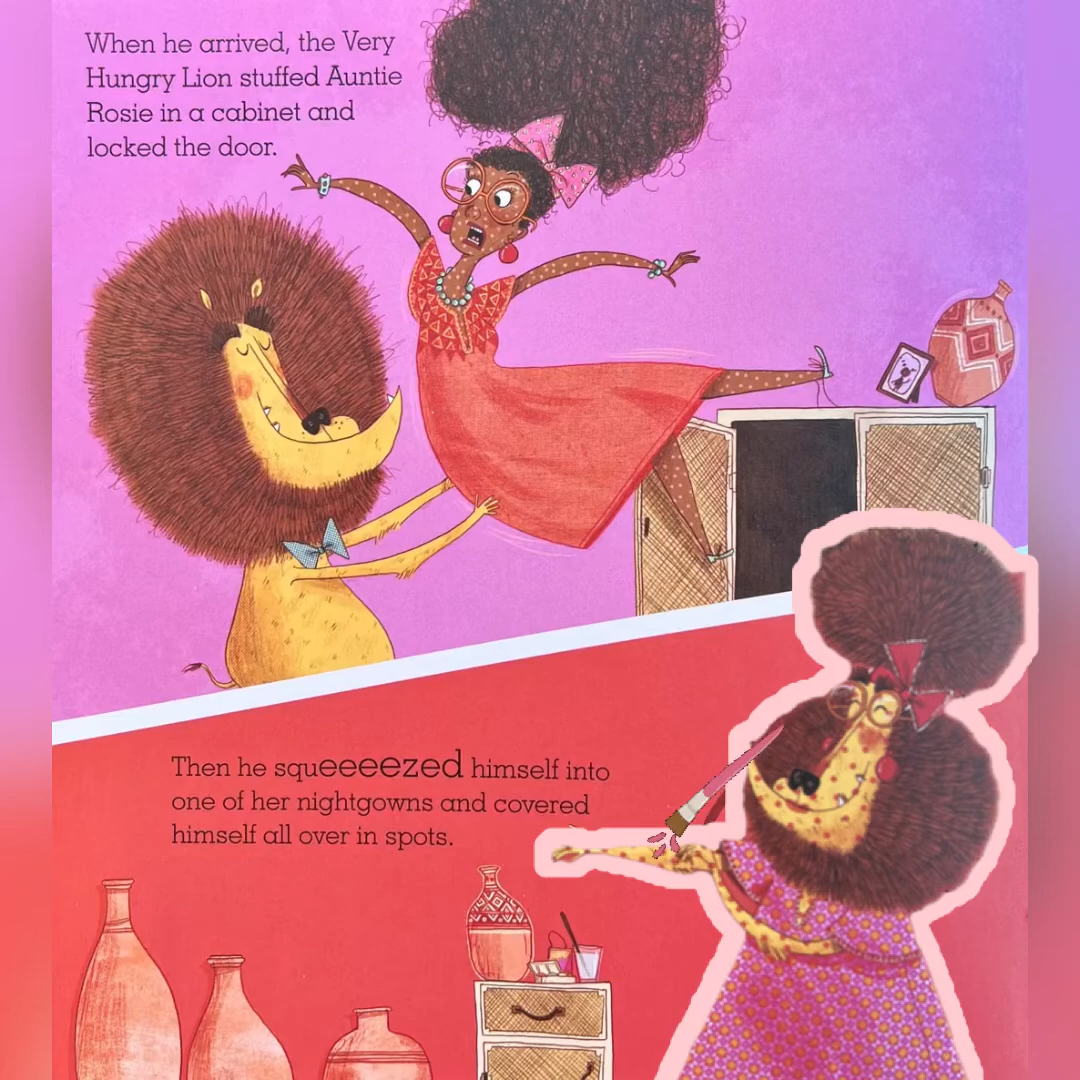 When he arrived, the Very
Hungry Lion stuffed Auntie
Rosie in a cabinet and
locked the door.
Then he squeeeezed himself into
one of her nightgowns and covered
himself all over in spots.